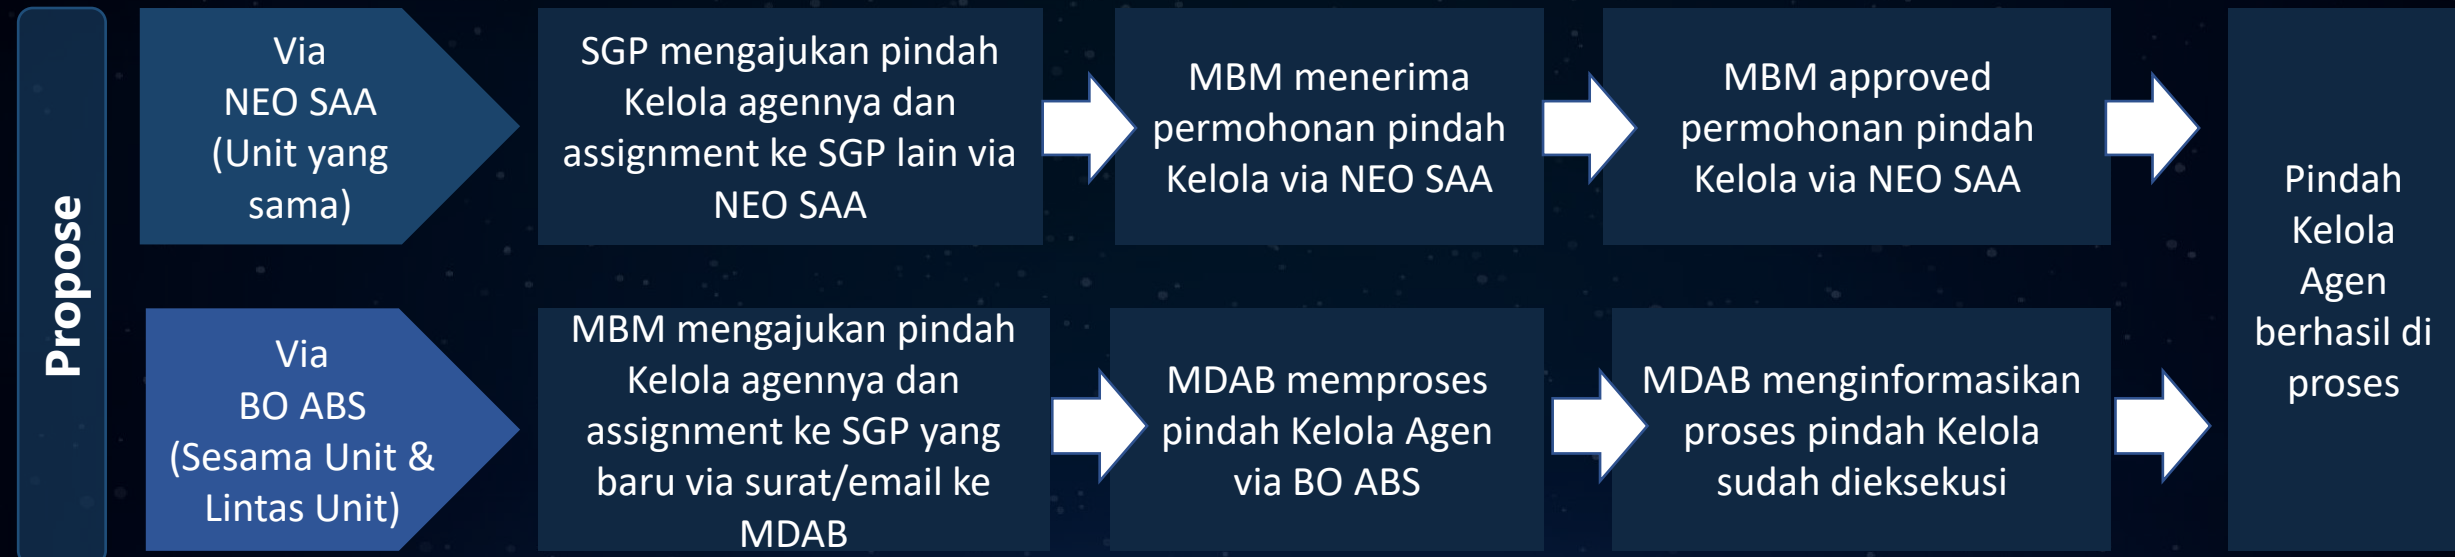 Propose
Via
NEO SAA
(Unit yang
sama)
SGP mengajukan pindah
Kelola agennya dan
assignment ke SGP lain via
NEO SAA
MBM menerima
permohonan pindah
Kelola via NEO SAA
MBM approved
permohonan pindah
Kelola via NEO SAA
Via
BO ABS
(Sesama Unit &
Lintas Unit)
MBM mengajukan pindah
Kelola agennya dan
assignment ke SGP yang
baru via surat/email ke
MDAB
MDAB memproses
pindah Kelola Agen
via BO ABS
MDAB menginformasikan
proses pindah Kelola
sudah dieksekusi
Pindah
Kelola
Agen
berhasil di
proses